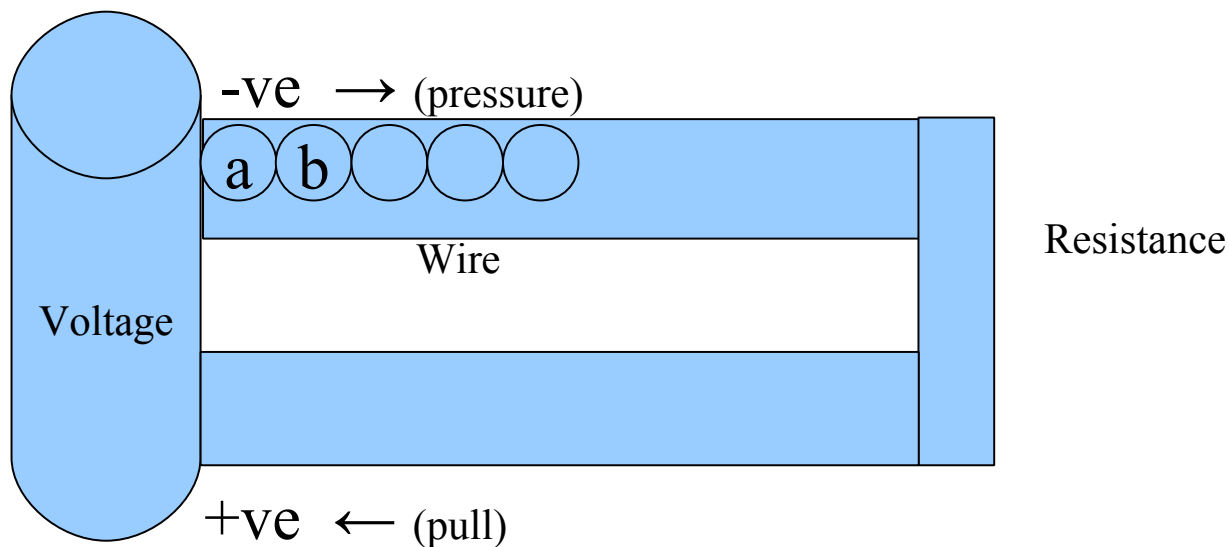 -ve → (pressure)
a b
Wire
Resistance
Voltage
+ve ← (pull)